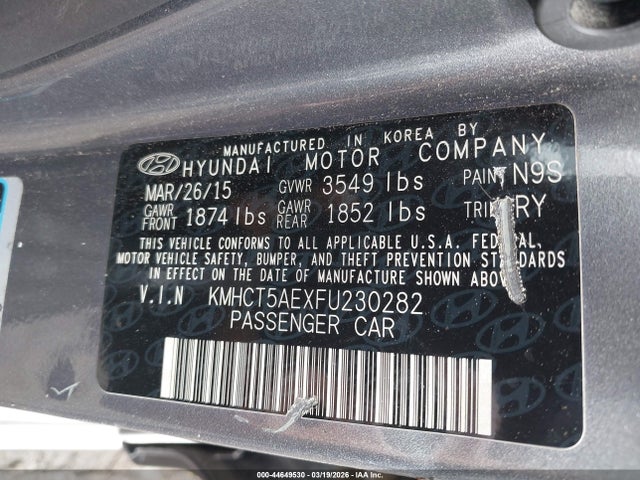 MANUFACTURED IN KOREA BY
HYUNDAI MOTOR COMPANY
MAR/26/15 GVWR 3549 lbs PAINT N9S
GAWR FRONT 1874 lbs GAWR REAR 1852 lbs TRIM RY
THIS VEHICLE CONFORMS TO ALL APPLICABLE U.S.A. FEDERAL
MOTOR VEHICLE SAFETY, BUMPER, AND THEFT PREVENTION STANDARDS
IN EFFECT ON THE DATE OF MANUFACTURE SHOWN ABOVE.
V.I.N KMHCT5AEXFU230282
PASSENGER CAR
000-44649530 - 03/19/2026 - IAA Inc.